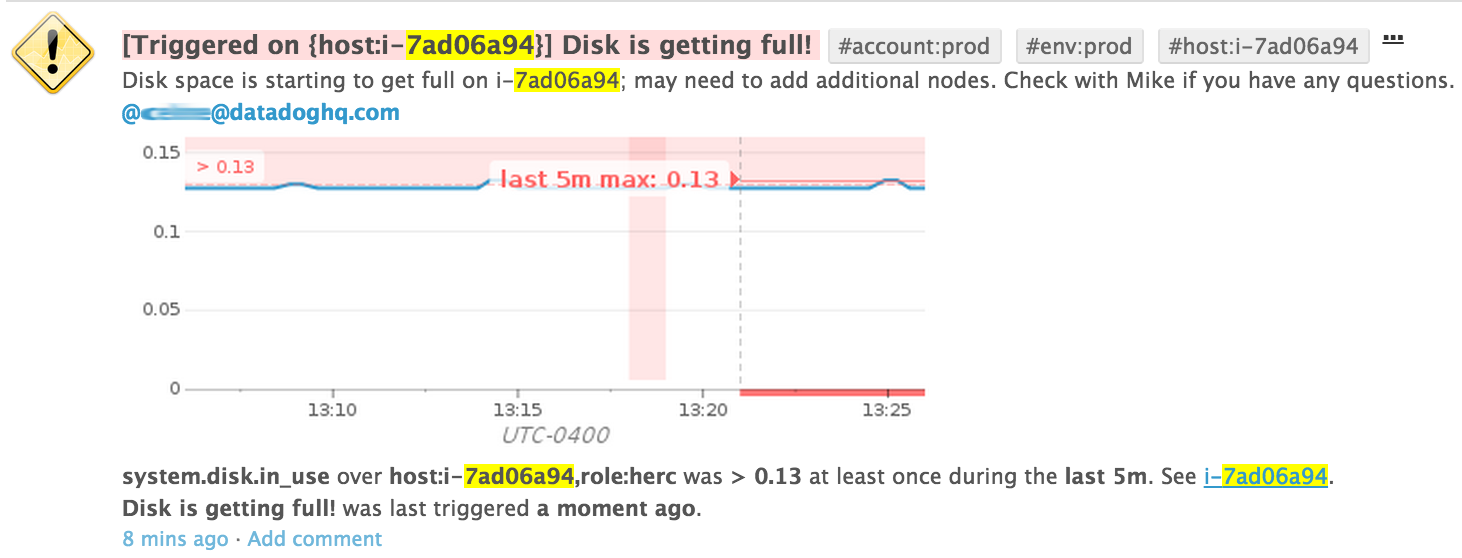 [Triggered on {host:i-7ad06a94}] Disk is getting full! #account:prod #env:prod #host:i-7ad06a94 ...
Disk space is starting to get full on i-7ad06a94; may need to add additional nodes. Check with Mike if you have any questions.
@ @datadoghq.com
0.15
> 0.13
last 5m max: 0.13
0.1
0.05
0
13:10 13:15 13:20 13:25
UTC-0400
system.disk.in_use over host:i-7ad06a94,role:herc was > 0.13 at least once during the last 5m. See i-7ad06a94.
Disk is getting full! was last triggered a moment ago.
8 mins ago · Add comment